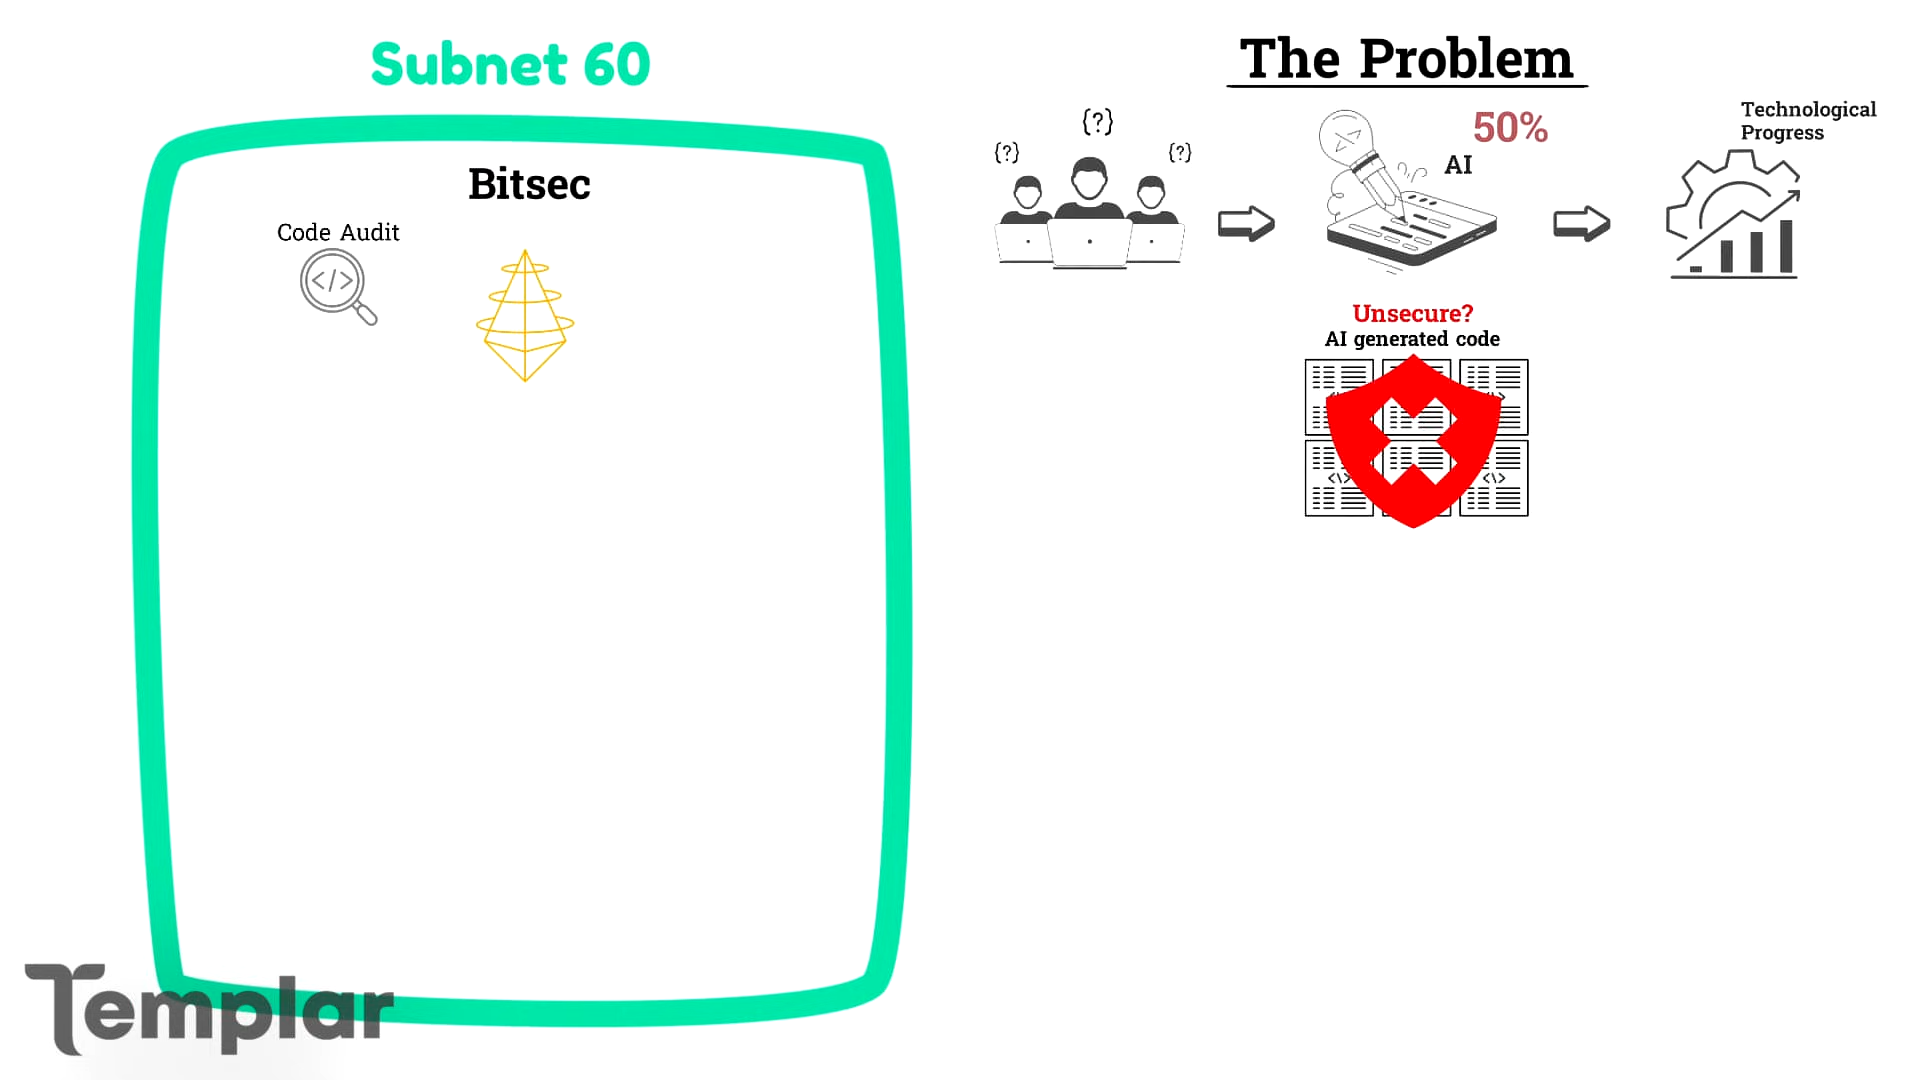 Subnet 60
Bitsec
Code Audit
</>
The Problem
{?}
{?}
{?}
50%
AI
Technological
Progress
Unsecure?
AI generated code
<\>
<\>
Templar